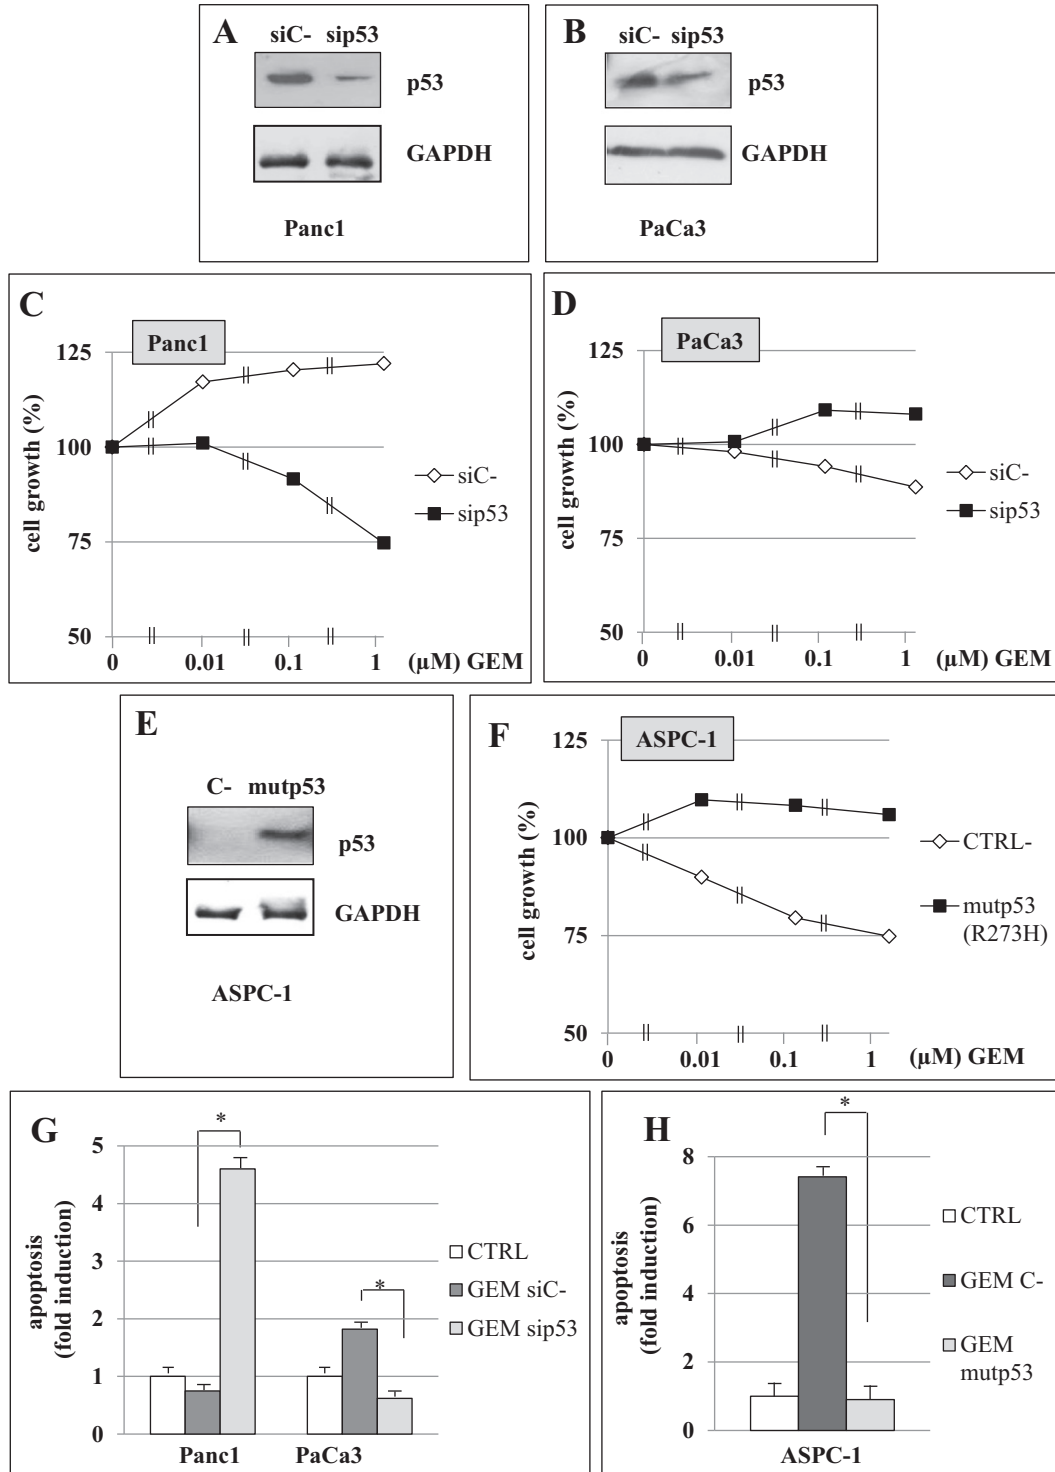 A
siC- sip53
p53
GAPDH
Panc1
B
siC- sip53
p53
GAPDH
PaCa3
C
Panc1
125
100
75
50
cell growth (%)
0 0.01 0.1 1 (µM) GEM
siC-
sip53
D
PaCa3
125
100
75
50
cell growth (%)
0 0.01 0.1 1 (µM) GEM
siC-
sip53
E
C- mutp53
p53
GAPDH
ASPC-1
F
ASPC-1
125
100
75
50
cell growth (%)
0 0.01 0.1 1 (µM) GEM
CTRL-
mutp53
(R273H)
G
5
4
3
2
1
0
apoptosis
(fold induction)
*
*
Panc1 PaCa3
CTRL
GEM siC-
GEM sip53
H
8
6
4
2
0
apoptosis
(fold induction)
*
ASPC-1
CTRL
GEM C-
GEM
mutp53